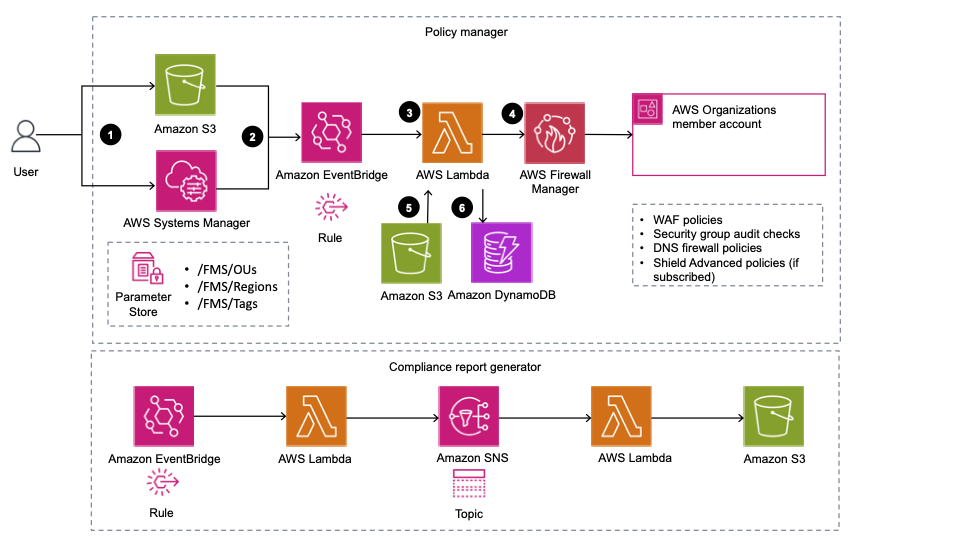 Policy manager
Amazon S3
1
2
3
4
AWS Organizations
member account
User
Amazon EventBridge
AWS Lambda
AWS Firewall
Manager
AWS Systems Manager
Rule
5
6
• WAF policies
• Security group audit checks
• DNS firewall policies
• Shield Advanced policies (if
subscribed)
Parameter
Store
• /FMS/OUs
• /FMS/Regions
• /FMS/Tags
Amazon S3
Amazon DynamoDB
Compliance report generator
Amazon EventBridge
AWS Lambda
Amazon SNS
AWS Lambda
Amazon S3
Rule
Topic